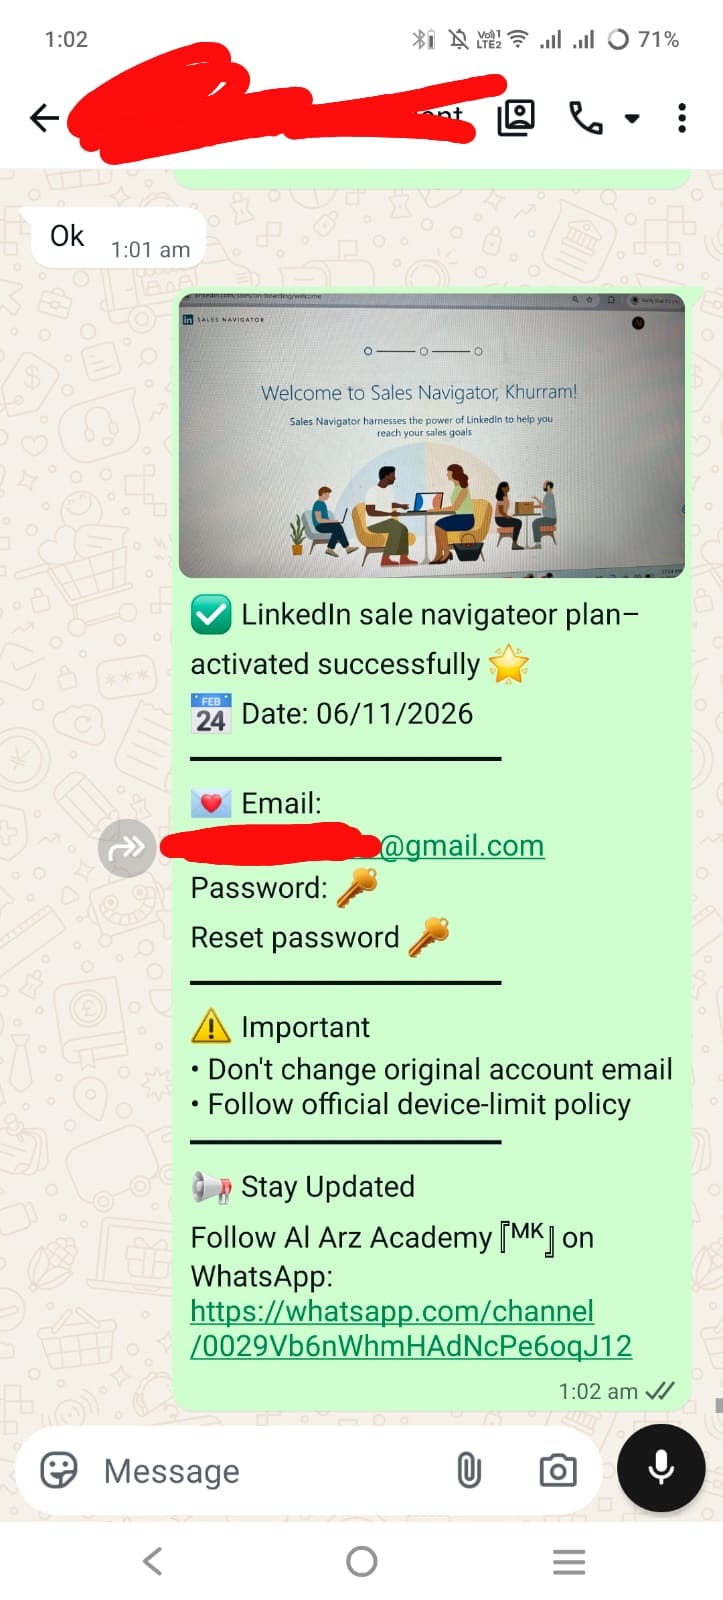 1:02
Vo)) 1
LTE2
71%
Ok
1:01 am
SALES NAVIGATOR
Welcome to Sales Navigator, Khurram!
Sales Navigator harnesses the power of LinkedIn to help you
reach your sales goals
✅ LinkedIn sale navigateor plan–
activated successfully 🌟
📅 Date: 06/11/2026
💌 Email:
@gmail.com
Password: 🔑
Reset password 🔑
⚠️ Important
• Don't change original account email
• Follow official device-limit policy
📢 Stay Updated
Follow Al Arz Academy『ᴹᴷ』on
WhatsApp:
https://whatsapp.com/channel
/0029Vb6nWhmHAdNcPe6oqJ12
1:02 am
Message